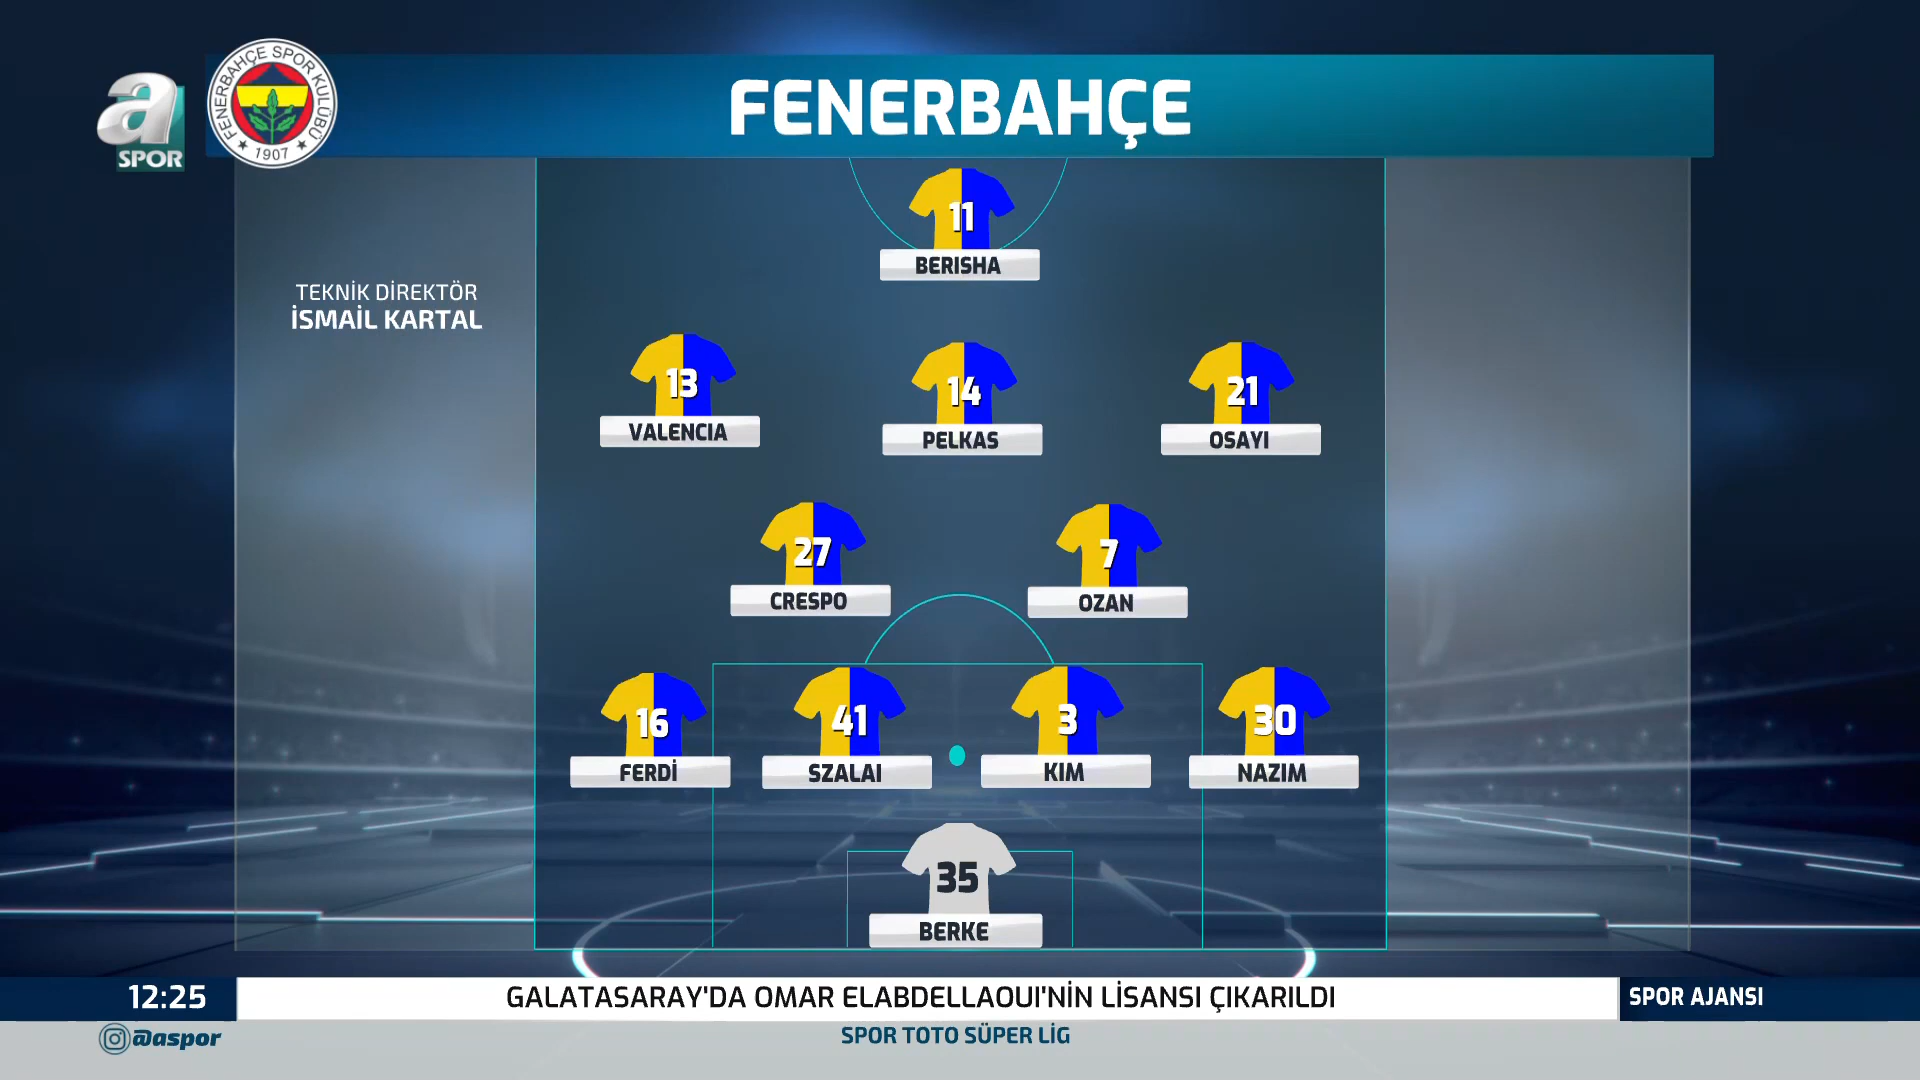 a
SPOR
FENERBAHÇE SPOR KULÜBÜ
1907
FENERBAHÇE
TEKNİK DİREKTÖR
İSMAİL KARTAL
11
BERISHA
13
VALENCIA
14
PELKAS
21
OSAYI
27
CRESPO
7
OZAN
16
FERDİ
41
SZALAI
3
KIM
30
NAZIM
35
BERKE
12:25
GALATASARAY'DA OMAR ELABDELLAOUI'NİN LİSANSI ÇIKARILDI
SPOR AJANSI
@aspor
SPOR TOTO SÜPER LİG